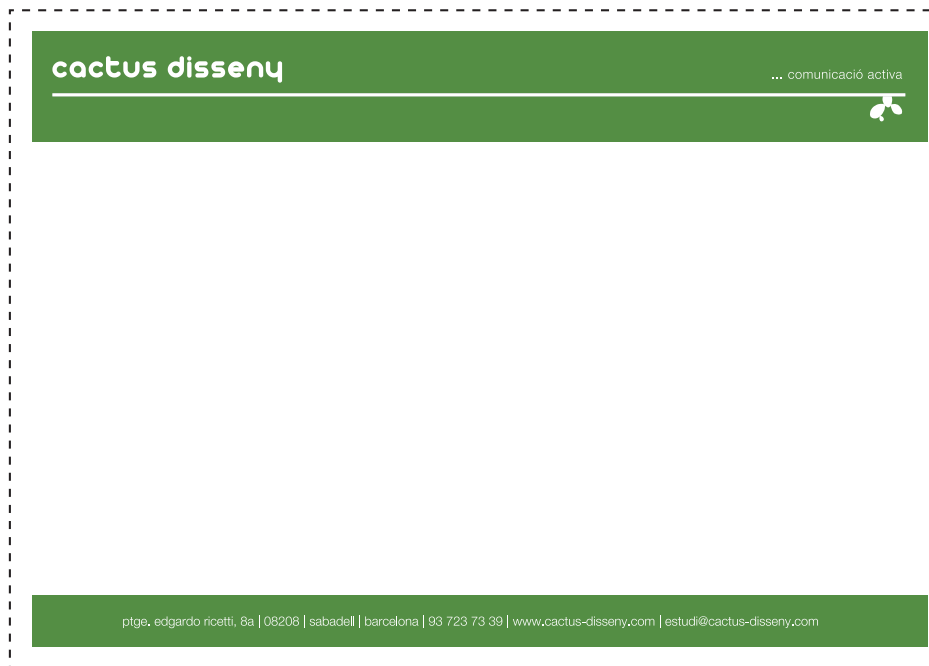 cactus disseny
... comunicació activa
ptge. edgardo ricetti, 8a | 08208 | sabadell | barcelona | 93 723 73 39 | www.cactus-disseny.com | estudi@cactus-disseny.com